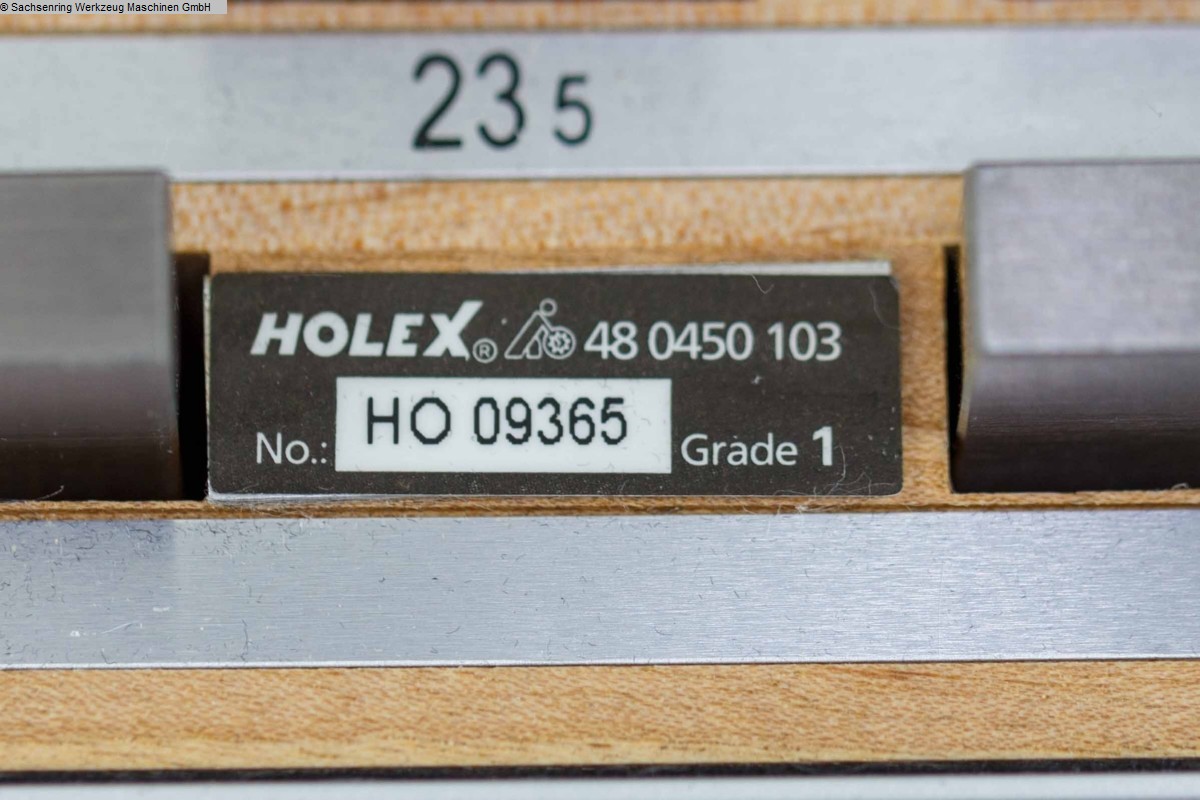 © Sachsenring Werkzeug Maschinen GmbH
23 5
HOLEX® 48 0450 103
No.: HO 09365 Grade 1